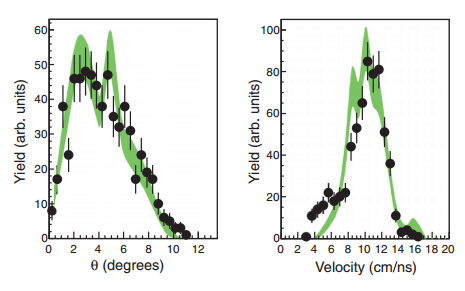 Yield (arb. units)
60
50
40
30
20
10
0
0 2 4 6 8 10 12
θ (degrees)
Yield (arb. units)
100
80
60
40
20
0
0 2 4 6 8 10 12 14 16 18 20
Velocity (cm/ns)